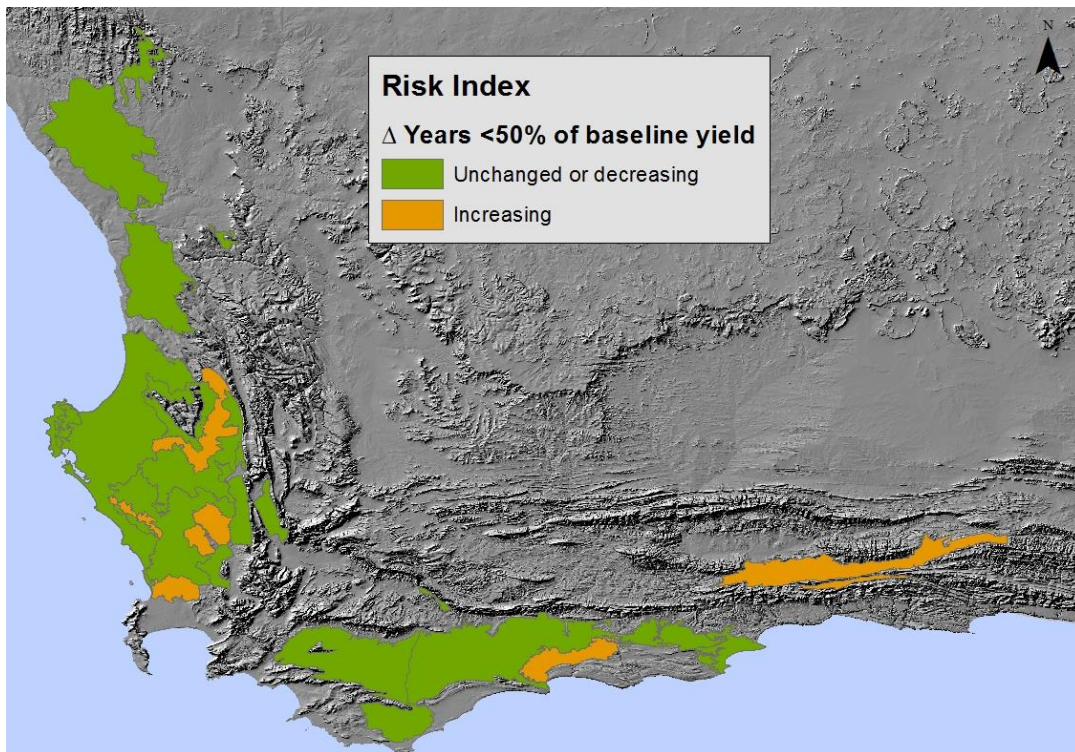 N
Risk Index
Δ Years <50% of baseline yield
Unchanged or decreasing
Increasing